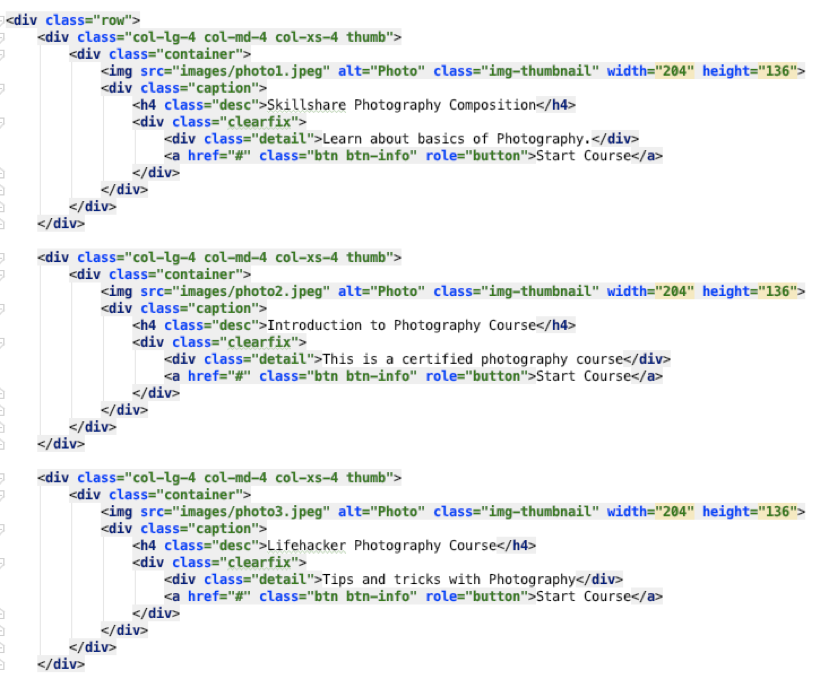 <div class="row">
<div class="col-lg-4 col-md-4 col-xs-4 thumb">
<div class="container">
<img src="images/photo1.jpeg" alt="Photo" class="img-thumbnail" width="204" height="136">
<div class="caption">
<h4 class="desc">Skillshare Photography Composition</h4>
<div class="clearfix">
<div class="detail">Learn about basics of Photography.</div>
<a href="#" class="btn btn-info" role="button">Start Course</a>
</div>
</div>
</div>
</div>
<div class="col-lg-4 col-md-4 col-xs-4 thumb">
<div class="container">
<img src="images/photo2.jpeg" alt="Photo" class="img-thumbnail" width="204" height="136">
<div class="caption">
<h4 class="desc">Introduction to Photography Course</h4>
<div class="clearfix">
<div class="detail">This is a certified photography course</div>
<a href="#" class="btn btn-info" role="button">Start Course</a>
</div>
</div>
</div>
</div>
<div class="col-lg-4 col-md-4 col-xs-4 thumb">
<div class="container">
<img src="images/photo3.jpeg" alt="Photo" class="img-thumbnail" width="204" height="136">
<div class="caption">
<h4 class="desc">Lifehacker Photography Course</h4>
<div class="clearfix">
<div class="detail">Tips and tricks with Photography</div>
<a href="#" class="btn btn-info" role="button">Start Course</a>
</div>
</div>
</div>
</div>